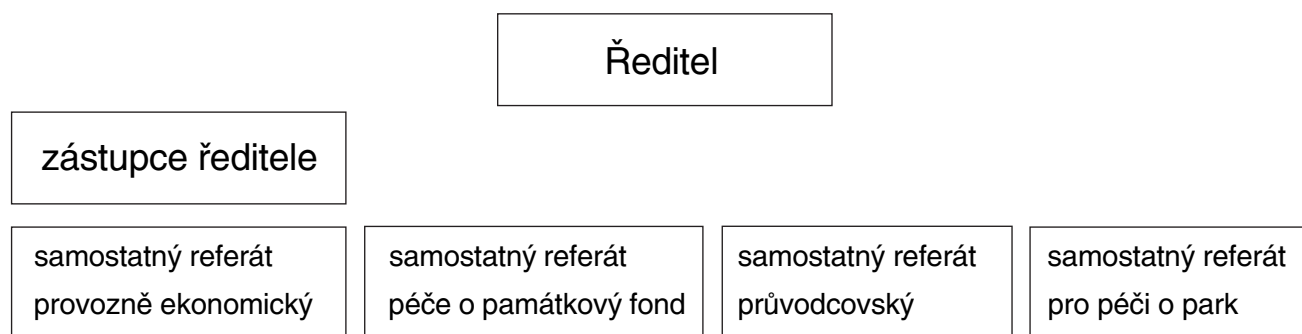 Ředitel
zástupce ředitele
samostatný referát
provozně ekonomický
samostatný referát
péče o památkový fond
samostatný referát
průvodcovský
samostatný referát
pro péči o park